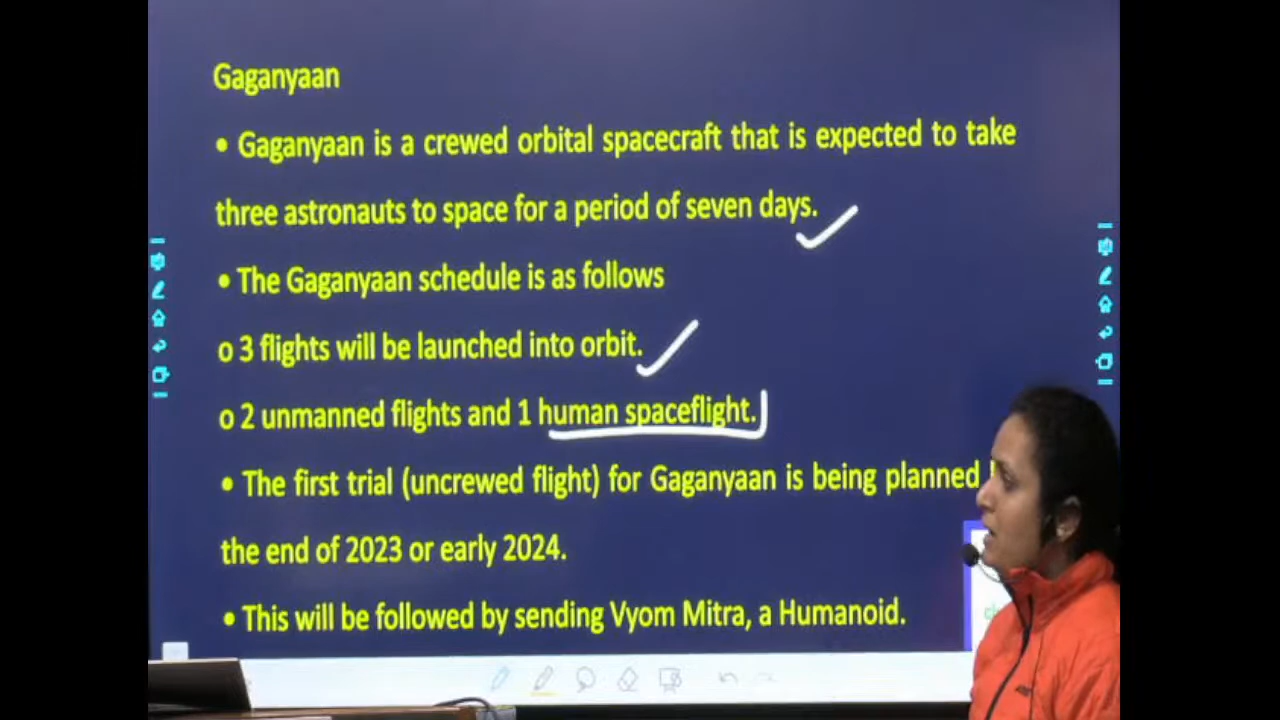 Gaganyaan
• Gaganyaan is a crewed orbital spacecraft that is expected to take
three astronauts to space for a period of seven days.
• The Gaganyaan schedule is as follows
o 3 flights will be launched into orbit.
o 2 unmanned flights and 1 human spaceflight.
• The first trial (uncrewed flight) for Gaganyaan is being planned
the end of 2023 or early 2024.
• This will be followed by sending Vyom Mitra, a Humanoid.